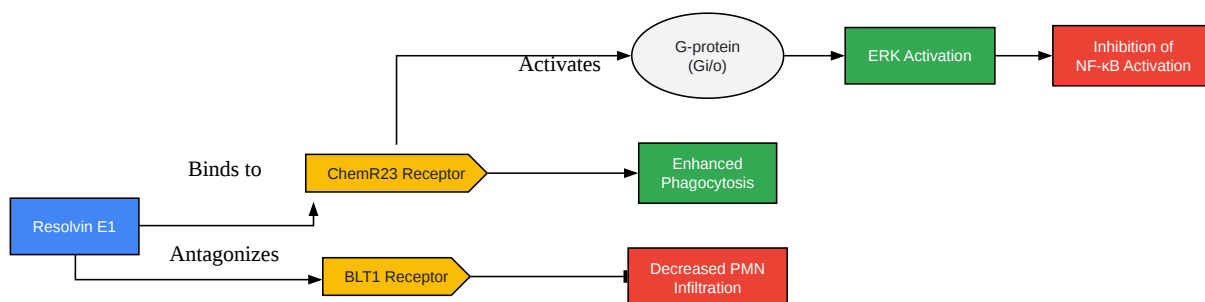 G-protein
(Gi/o)
Activates
ERK Activation
Inhibition of
NF-κB Activation
Binds to
ChemR23 Receptor
Enhanced
Phagocytosis
Resolvin E1
Antagonizes
BLT1 Receptor
Decreased PMN
Infiltration